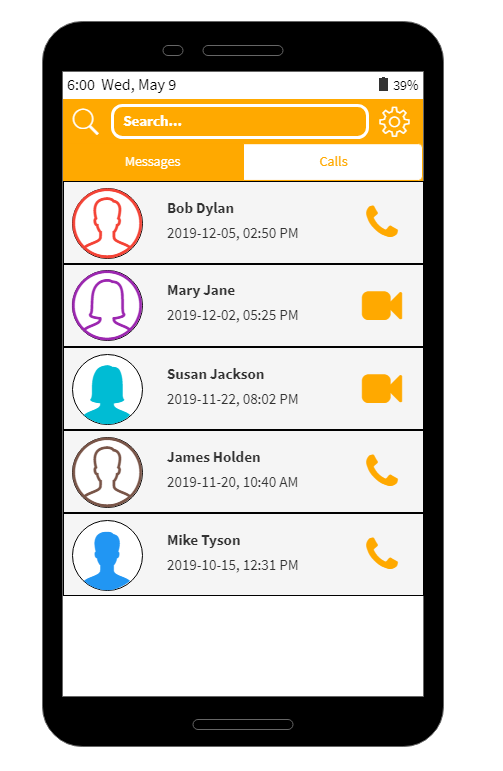 6:00 Wed, May 9 39%
Search...
Messages Calls
Bob Dylan
2019-12-05, 02:50 PM
Mary Jane
2019-12-02, 05:25 PM
Susan Jackson
2019-11-22, 08:02 PM
James Holden
2019-11-20, 10:40 AM
Mike Tyson
2019-10-15, 12:31 PM